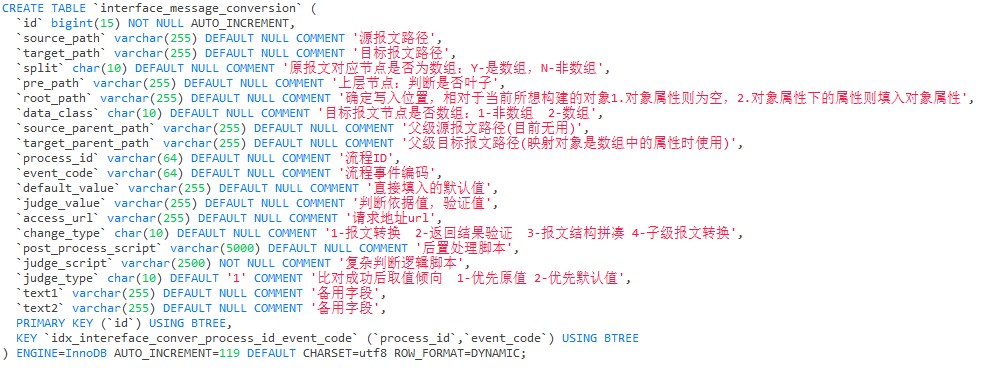 CREATE TABLE `interface_message_conversion` (
`id` bigint(15) NOT NULL AUTO_INCREMENT,
`source_path` varchar(255) DEFAULT NULL COMMENT '源报文路径',
`target_path` varchar(255) DEFAULT NULL COMMENT '目标报文路径',
`split` char(10) DEFAULT NULL COMMENT '原报文对应节点是否为数组：Y-是数组，N-非数组',
`pre_path` varchar(255) DEFAULT NULL COMMENT '上层节点：判断是否叶子',
`root_path` varchar(255) DEFAULT NULL COMMENT '确定写入位置，相对于当前所想构建的对象1.对象属性则为空，2.对象属性下的属性则填入对象属性',
`data_class` char(10) DEFAULT NULL COMMENT '目标报文节点是否数组：1-非数组  2-数组',
`source_parent_path` varchar(255) DEFAULT NULL COMMENT '父级源报文路径(目前无用)',
`target_parent_path` varchar(255) DEFAULT NULL COMMENT '父级目标报文路径(映射对象是数组中的属性时使用)',
`process_id` varchar(64) DEFAULT NULL COMMENT '流程ID',
`event_code` varchar(64) DEFAULT NULL COMMENT '流程事件编码',
`default_value` varchar(255) DEFAULT NULL COMMENT '直接填入的默认值',
`judge_value` varchar(255) DEFAULT NULL COMMENT '判断依据值，验证值',
`access_url` varchar(255) DEFAULT NULL COMMENT '请求地址url',
`change_type` char(10) DEFAULT NULL COMMENT '1-报文转换  2-返回结果验证  3-报文结构拼凑 4-子级报文转换',
`post_process_script` varchar(5000) DEFAULT NULL COMMENT '后置处理脚本',
`judge_script` varchar(2500) NOT NULL COMMENT '复杂判断逻辑脚本',
`judge_type` char(10) DEFAULT '1' COMMENT '比对成功后取值倾向  1-优先原值 2-优先默认值',
`text1` varchar(255) DEFAULT NULL COMMENT '备用字段',
`text2` varchar(255) DEFAULT NULL COMMENT '备用字段',
PRIMARY KEY (`id`) USING BTREE,
KEY `idx_intereface_conver_process_id_event_code` (`process_id`,`event_code`) USING BTREE
) ENGINE=InnoDB AUTO_INCREMENT=119 DEFAULT CHARSET=utf8 ROW_FORMAT=DYNAMIC;